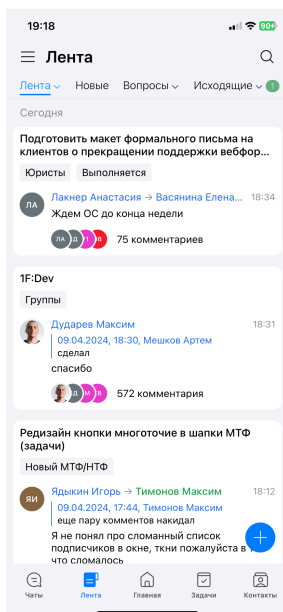 19:18
90+
Лента
Лента Новые Вопросы Исходящие 1
Сегодня
Подготовить макет формального письма на
клиентов о прекращении поддержки вебфор...
Юристы Выполняется
ЛА Лакнер Анастасия → Васянина Елена... 18:34
Ждем ОС до конца недели
ЛА Д П В 75 комментариев
1F:Dev
Группы
Дударев Максим 18:31
09.04.2024, 18:30, Мешков Артем
сделал
спасибо
Д М В 572 комментария
Редизайн кнопки многоточие в шапки МТФ
(задачи)
Новый МТФ/НТФ
ЯИ Ядыкин Игорь → Тимонов Максим 18:12
09.04.2024, 17:44, Тимонов Максим
еще пару комментов накидал
Я не понял про сломанный список
подписчиков в окне, ткни пожалуйста в
что сломалось
Чаты Лента Главная Задачи Контакты